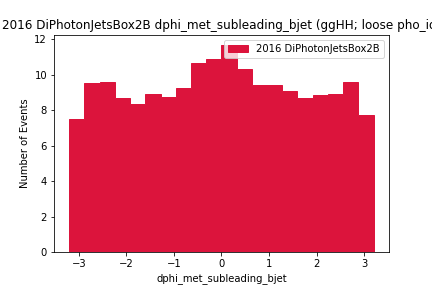 2016 DiPhotonJetsBox2B dphi_met_subleading_bjet (ggHH; loose
12
10
8
6
4
2
0
Number of Events
2016 DiPhotonJetsBox2B
−3 −2 −1 0 1 2 3
dphi_met_subleading_bjet